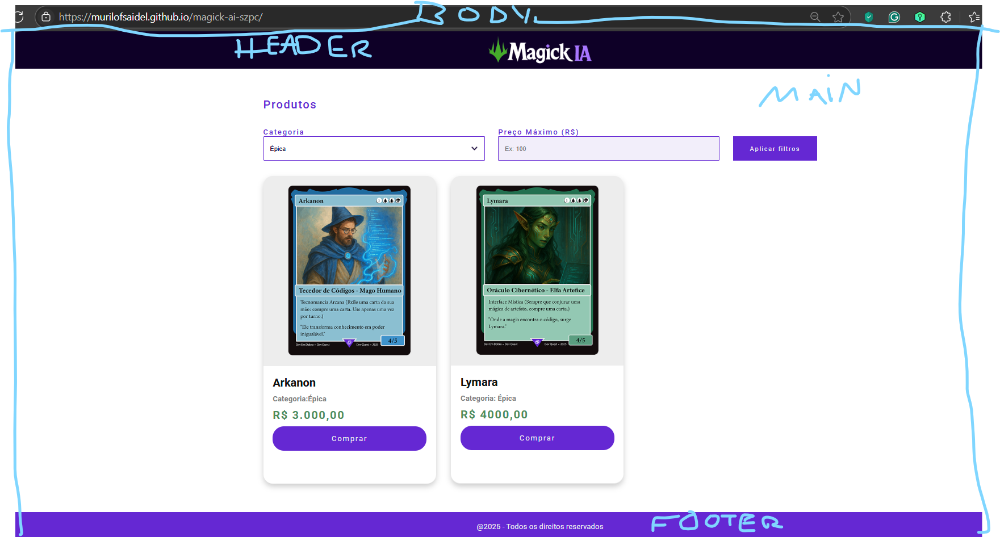 BODY
https://murilofsaidel.github.io/magick-ai-szpc/
HEADER
Magick IA
MAiN
Produtos
Categoria
Preço Máximo (R$)
Épica
Ex: 100
Aplicar filtros
Arkanon
1
Tecedor de Códigos - Mago Humano
Tecnomancia Arcana (Exile uma carta da sua
mão: compre uma carta. Use apenas uma vez
por turno.)
"Ele transforma conhecimento em poder
inigualável."
4/5
Dev Em Dobro • Dev Quest
Dev Quest • 2025
Arkanon
Categoria:Épica
R$ 3.000,00
Comprar
Lymara
1
Oráculo Cibernético - Elfa Artefice
Interface Mística (Sempre que conjurar uma
mágica de artefato, compre uma carta.)
"Onde a magia encontra o código, surge
Lymara."
4/5
Dev Em Dobro • Dev Quest
Dev Quest • 2025
Lymara
Categoria: Épica
R$ 4000,00
Comprar
@2025 - Todos os direitos reservados
FOOTER